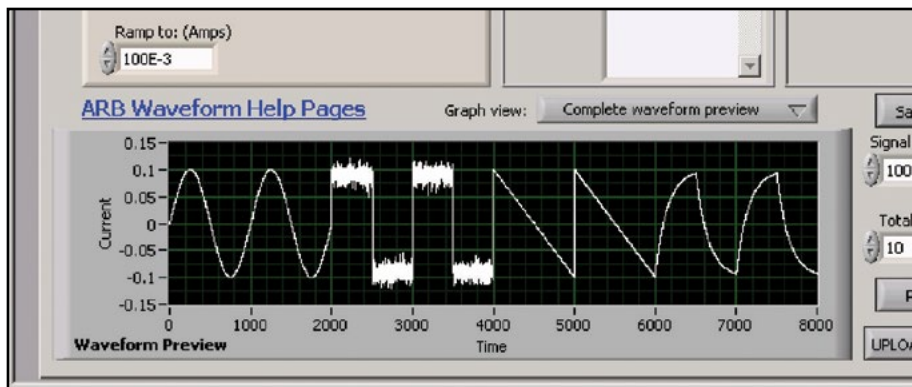 Ramp to: (Amps)
100E-3
ARB Waveform Help Pages
Graph view:
Complete waveform preview
Sa
Signal
100
Total
10
UPLOA
0.15
0.1
0.05
0
-0.05
-0.1
-0.15
Current
0 1000 2000 3000 4000 5000 6000 7000 8000
Time
Waveform Preview